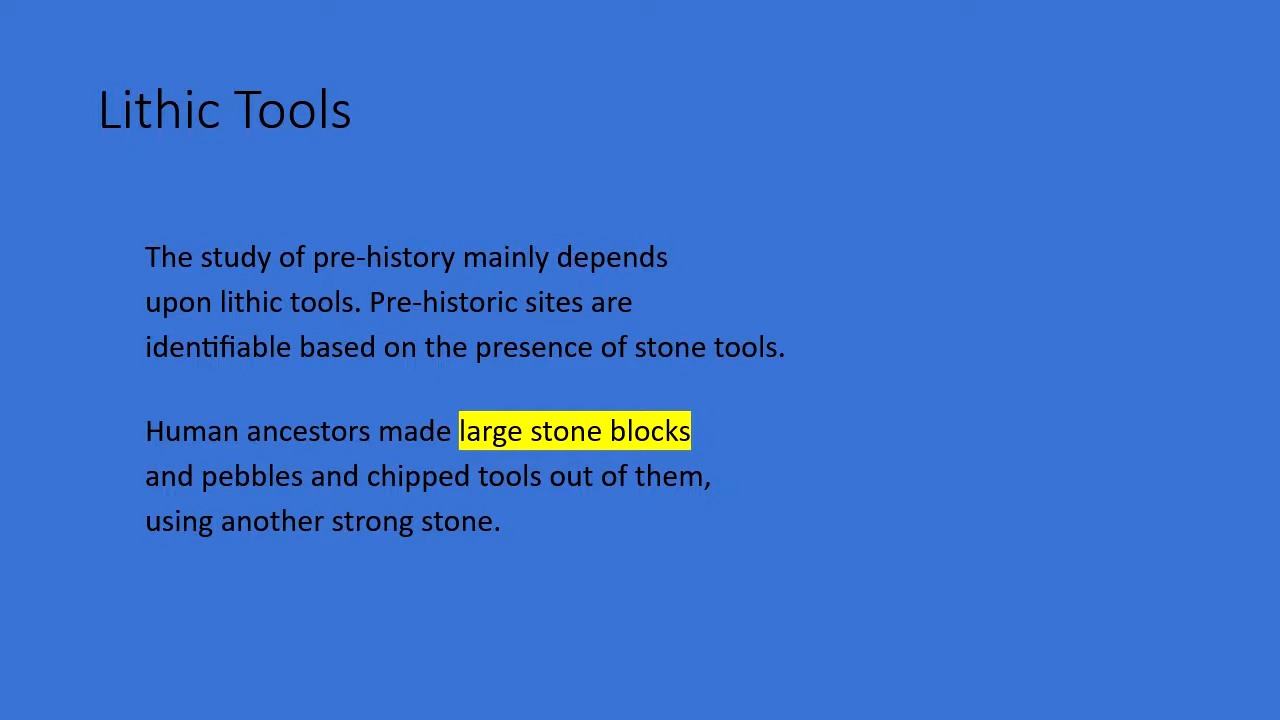 Lithic Tools
The study of pre-history mainly depends
upon lithic tools. Pre-historic sites are
identifiable based on the presence of stone tools.
Human ancestors made large stone blocks
and pebbles and chipped tools out of them,
using another strong stone.